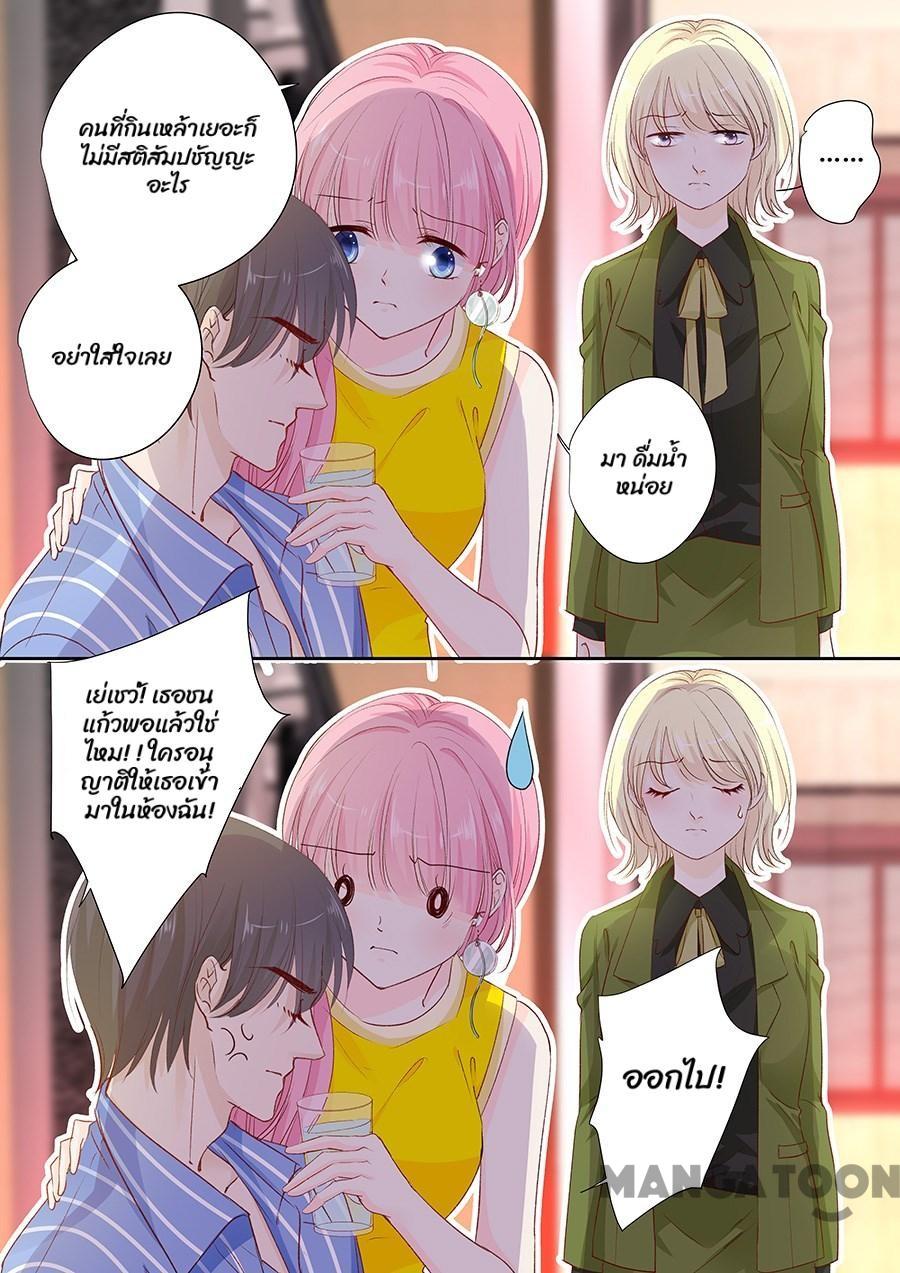 คนที่กินเหล้าเยอะก็
ไม่มีสติสัมปชัญญะ
อะไร
อย่าใส่ใจเลย
......
มา ดื่มน้ำ
หน่อย
เย่เชว่! เธอชน
แก้วพอแล้วใช่
ไหม! ! ใครอนุ
ญาติให้เธอเข้า
มาในห้องฉัน!
ออกไป!
MANGATOON